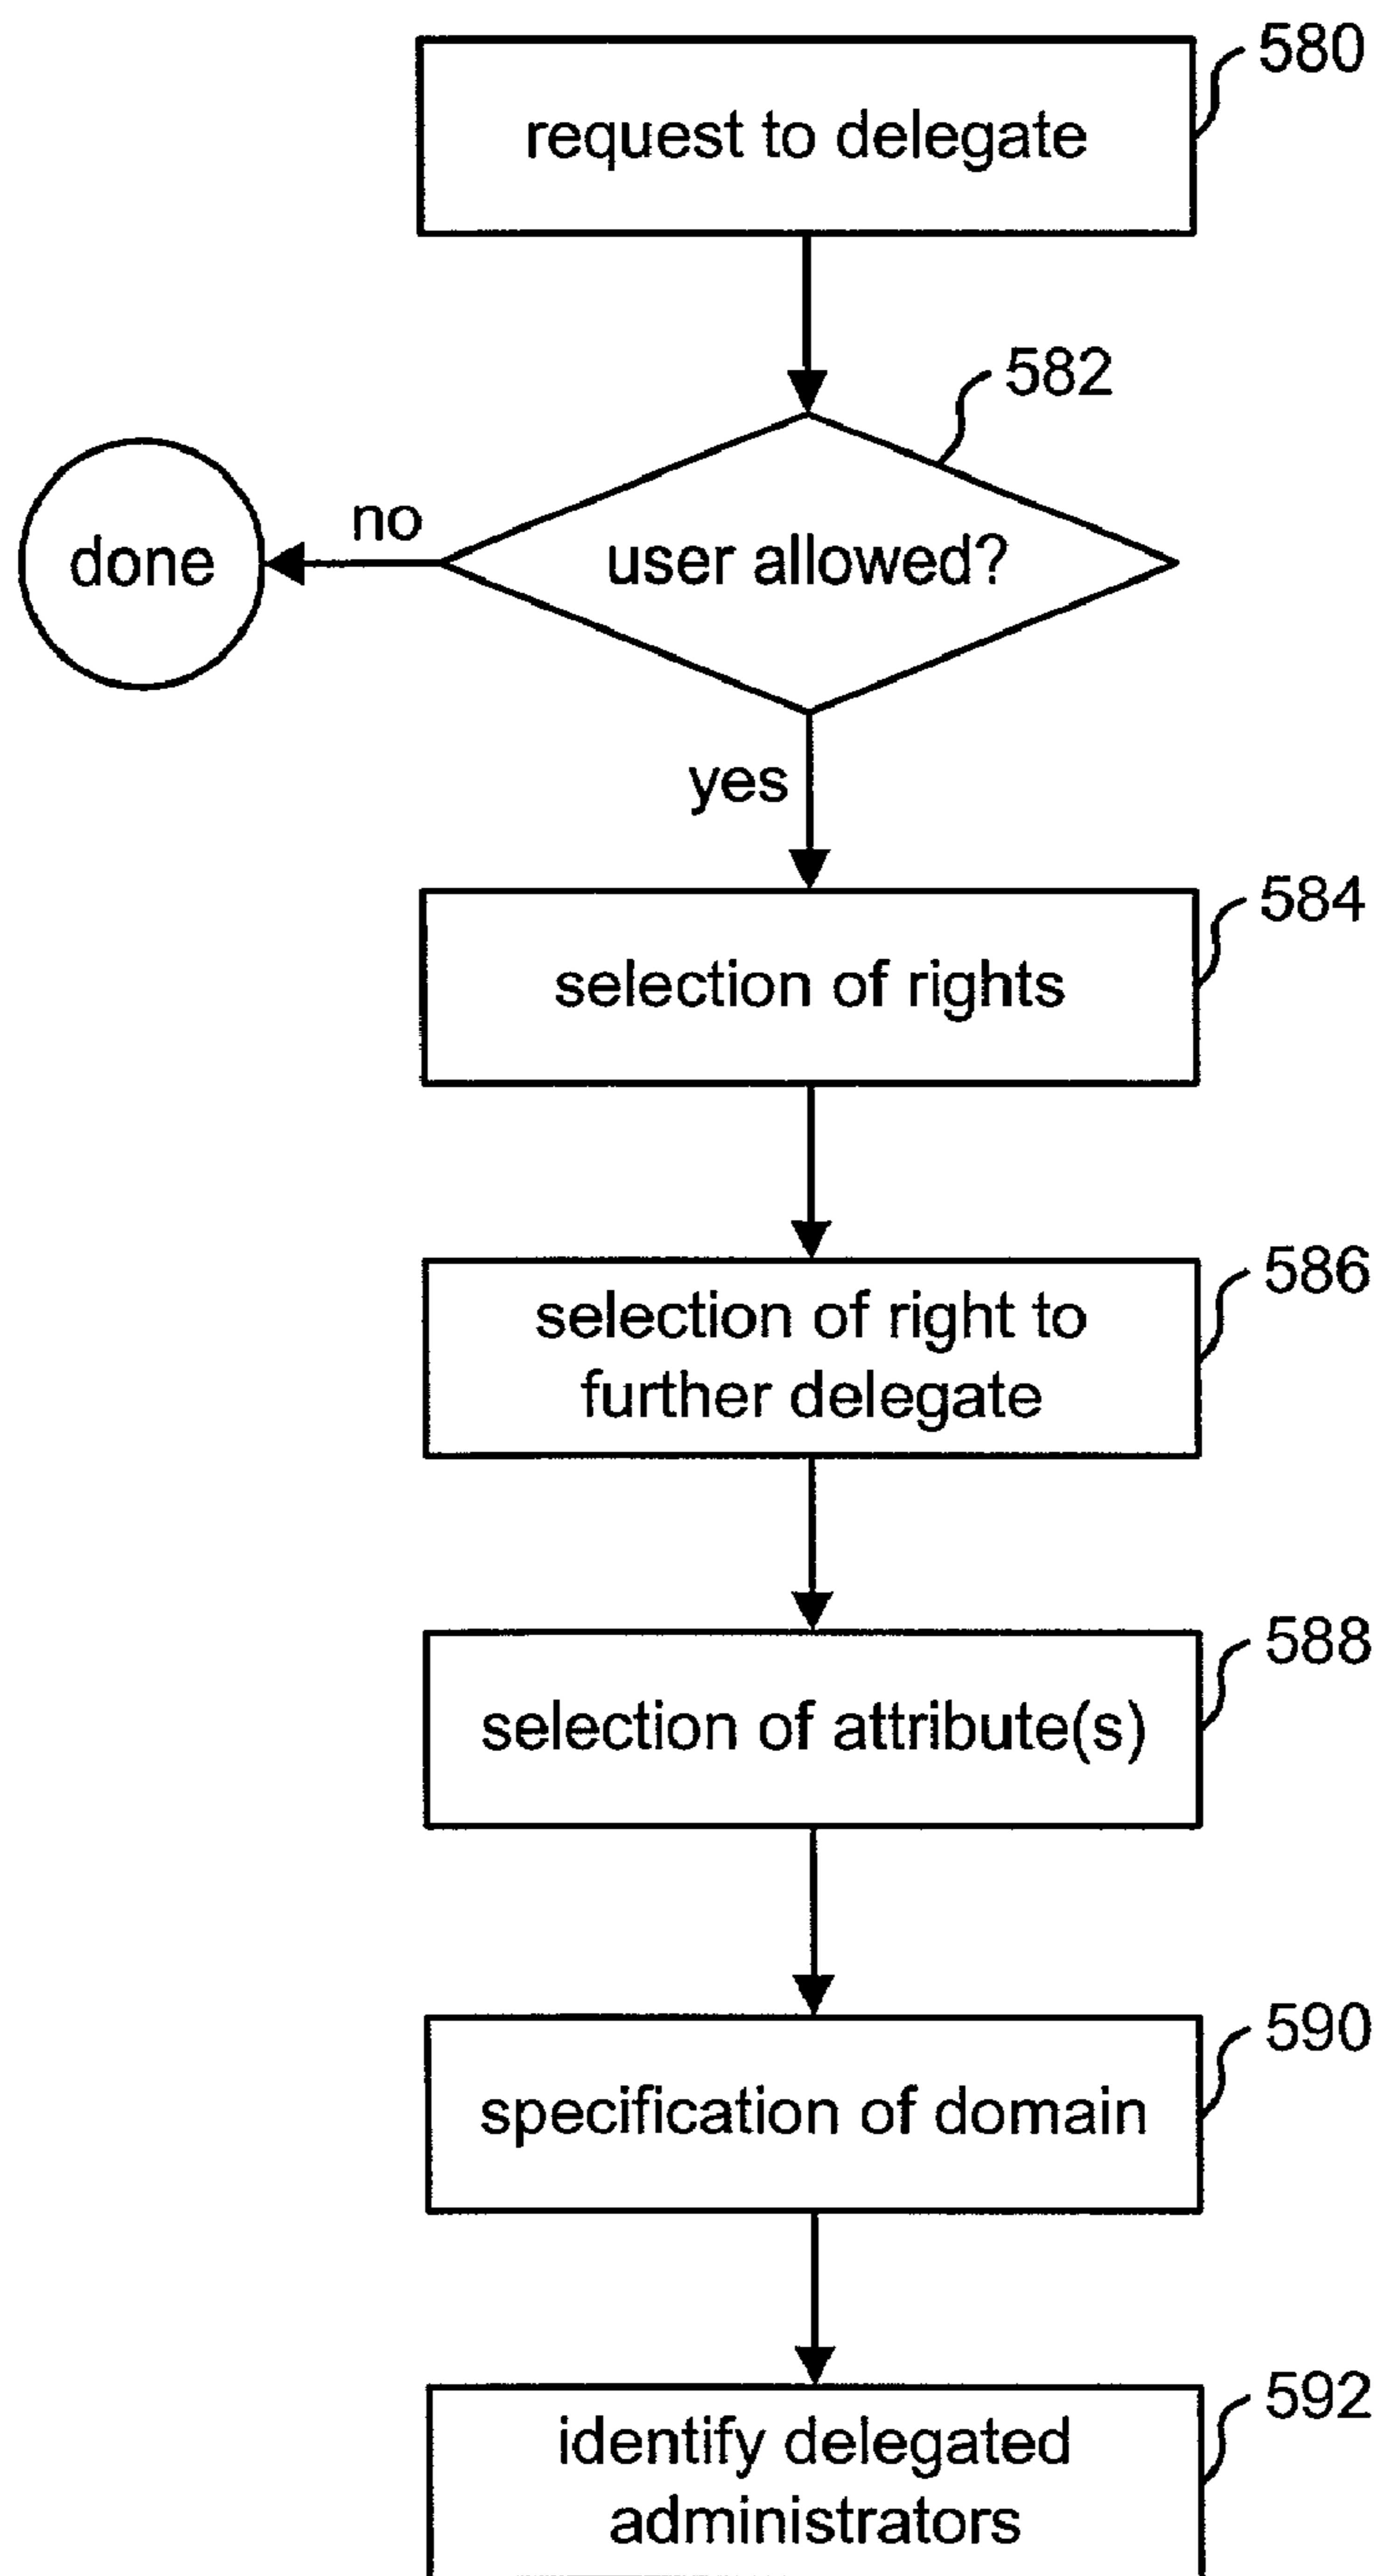 580
request to delegate
582
no
done
user allowed?
yes
584
selection of rights
586
selection of right to
further delegate
588
selection of attribute(s)
590
specification of domain
592
identify delegated
administrators